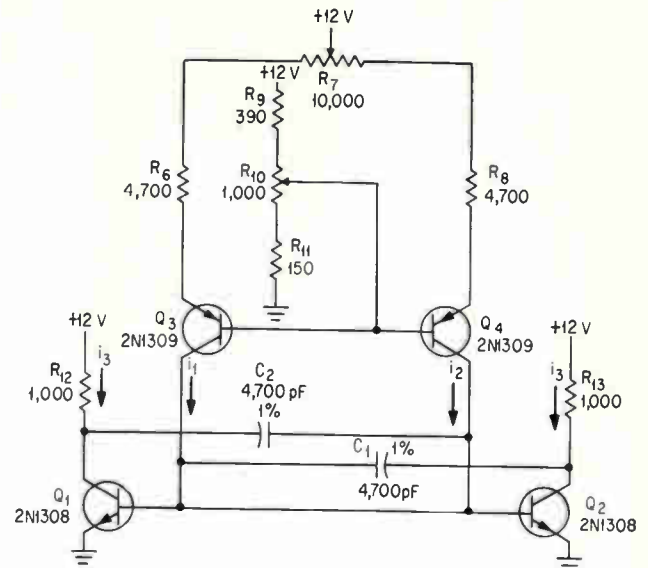 +12 V
+12 V
R7
10,000
R9
390
R6
4,700
R10
1,000
R8
4,700
R11
150
Q3
2N1309
Q4
2N1309
+12 V
i3
R12
1,000
i1
C2
4,700 pF
1%
i2
+12 V
i3
R13
1,000
C1
1%
4,700pF
Q1
2N1308
Q2
2N1308